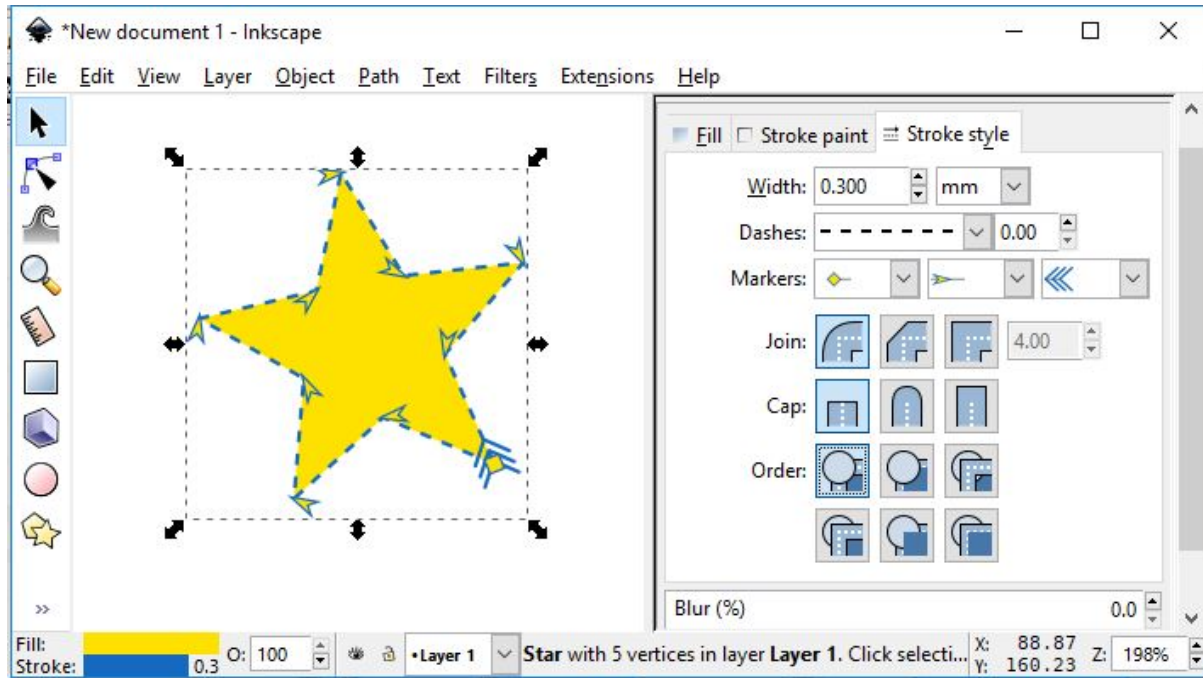 *New document 1 - Inkscape
File Edit View Layer Object Path Text Filters Extensions Help
Fill Stroke paint Stroke style
Width: 0.300 mm
Dashes: 0.00
Markers:
Join: 4.00
Cap:
Order:
Blur (%) 0.0
Fill: O: 100 •Layer 1 Star with 5 vertices in layer Layer 1. Click selecti... X: 88.87 Z: 198%
Stroke: 0.3 Y: 160.23